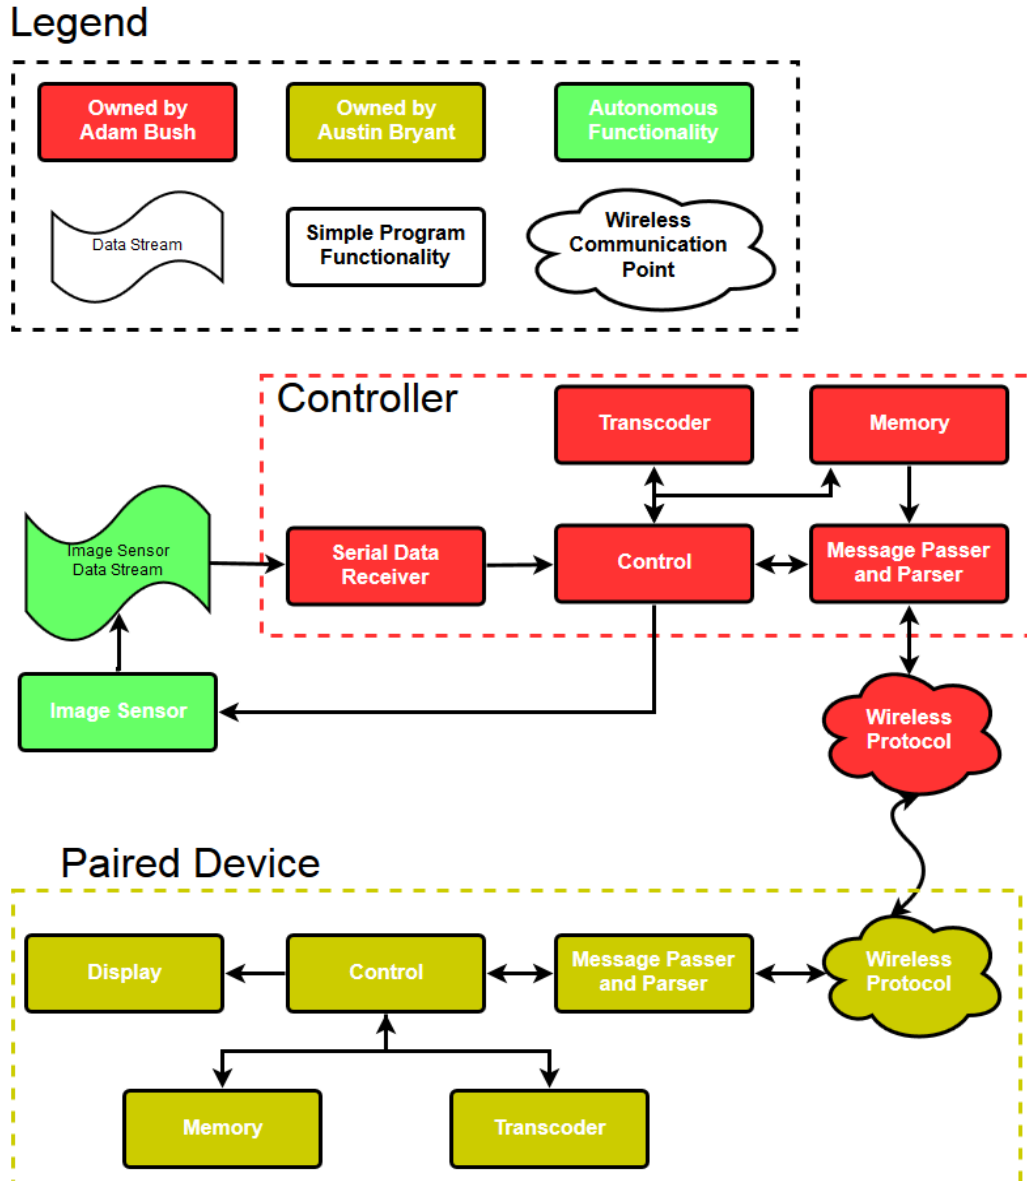 Legend
Owned by
Adam Bush
Owned by
Austin Bryant
Autonomous
Functionality
Data Stream
Simple Program
Functionality
Wireless
Communication
Point
Controller
Transcoder
Memory
Image Sensor
Data Stream
Serial Data
Receiver
Control
Message Passer
and Parser
Image Sensor
Wireless
Protocol
Paired Device
Display
Control
Message Passer
and Parser
Wireless
Protocol
Memory
Transcoder